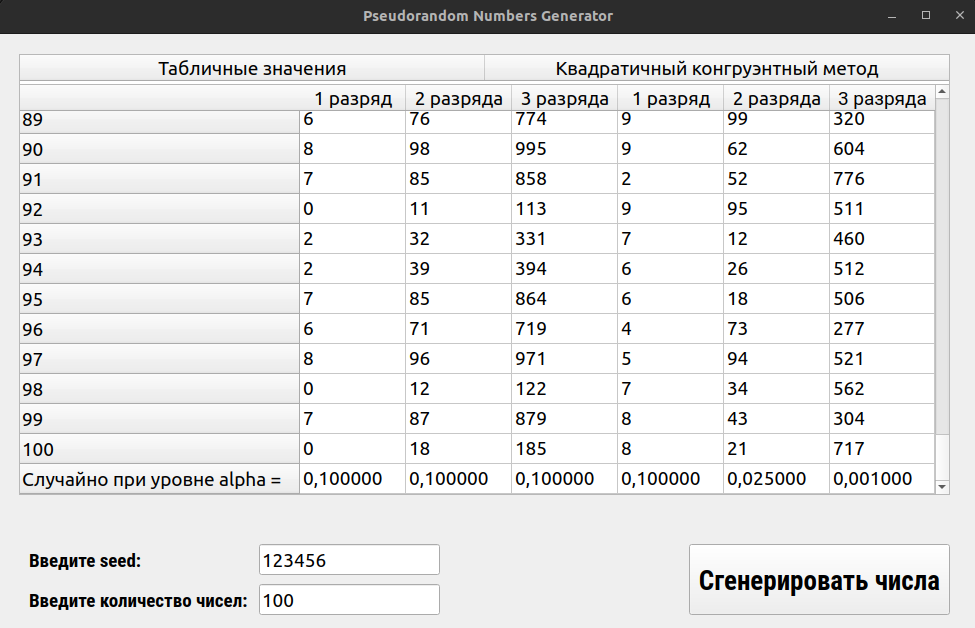 Pseudorandom Numbers Generator
Табличные значения Квадратичный конгруэнтный метод
1 разряд 2 разряда 3 разряда 1 разряд 2 разряда 3 разряда
89 6 76 774 9 99 320
90 8 98 995 9 62 604
91 7 85 858 2 52 776
92 0 11 113 9 95 511
93 2 32 331 7 12 460
94 2 39 394 6 26 512
95 7 85 864 6 18 506
96 6 71 719 4 73 277
97 8 96 971 5 94 521
98 0 12 122 7 34 562
99 7 87 879 8 43 304
100 0 18 185 8 21 717
Случайно при уровне alpha = 0,100000 0,100000 0,100000 0,100000 0,025000 0,001000
Введите seed: 123456
Введите количество чисел: 100
Сгенерировать числа